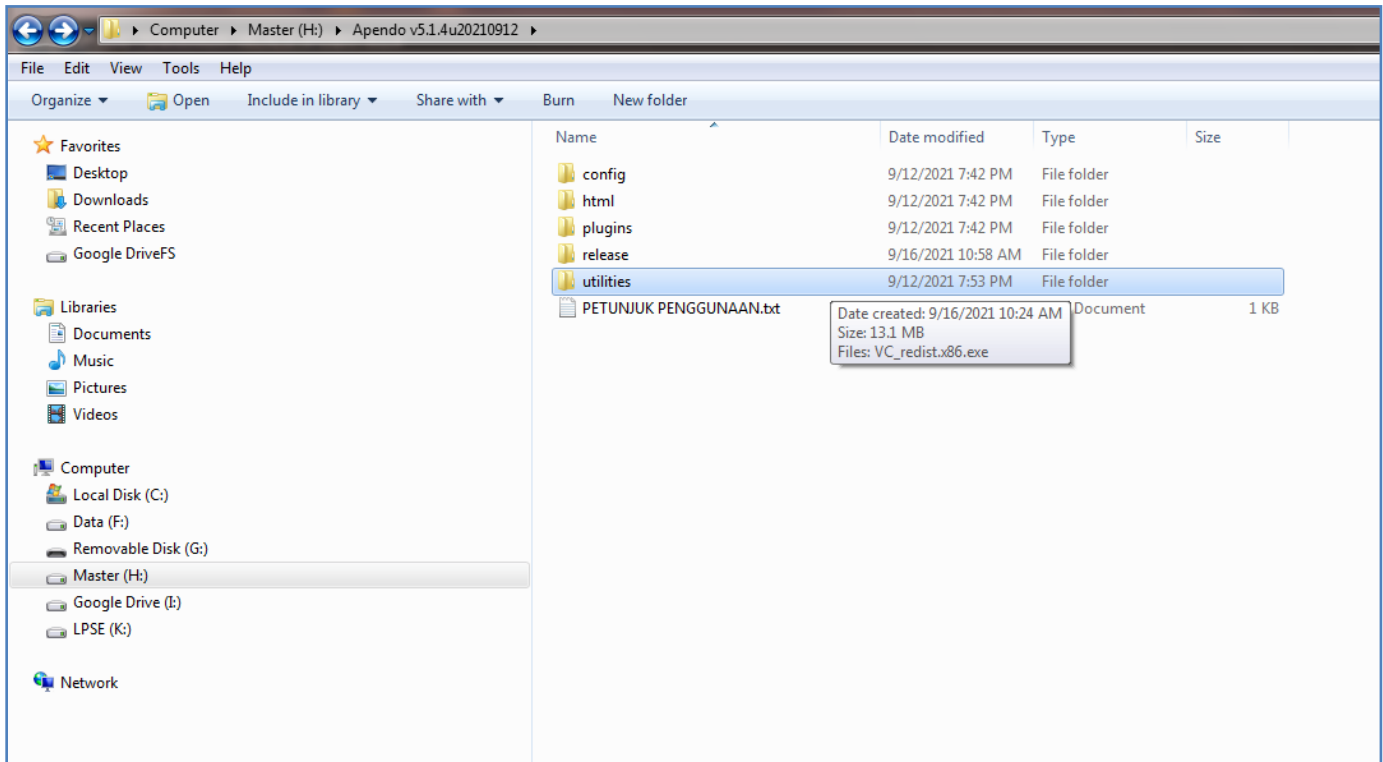 Computer Master (H:) Apendo v5.1.4u20210912
File Edit View Tools Help
Organize Open Include in library Share with Burn New folder
Favorites
Desktop
Downloads
Recent Places
Google DriveFS
Libraries
Documents
Music
Pictures
Videos
Computer
Local Disk (C:)
Data (F:)
Removable Disk (G:)
Master (H:)
Google Drive (I:)
LPSE (K:)
Network
Name Date modified Type Size
config 9/12/2021 7:42 PM File folder
html 9/12/2021 7:42 PM File folder
plugins 9/12/2021 7:42 PM File folder
release 9/16/2021 10:58 AM File folder
utilities 9/12/2021 7:53 PM File folder
PETUNJUK PENGGUNAAN.txt Document 1 KB
Date created: 9/16/2021 10:24 AM
Size: 13.1 MB
Files: VC_redist.x86.exe